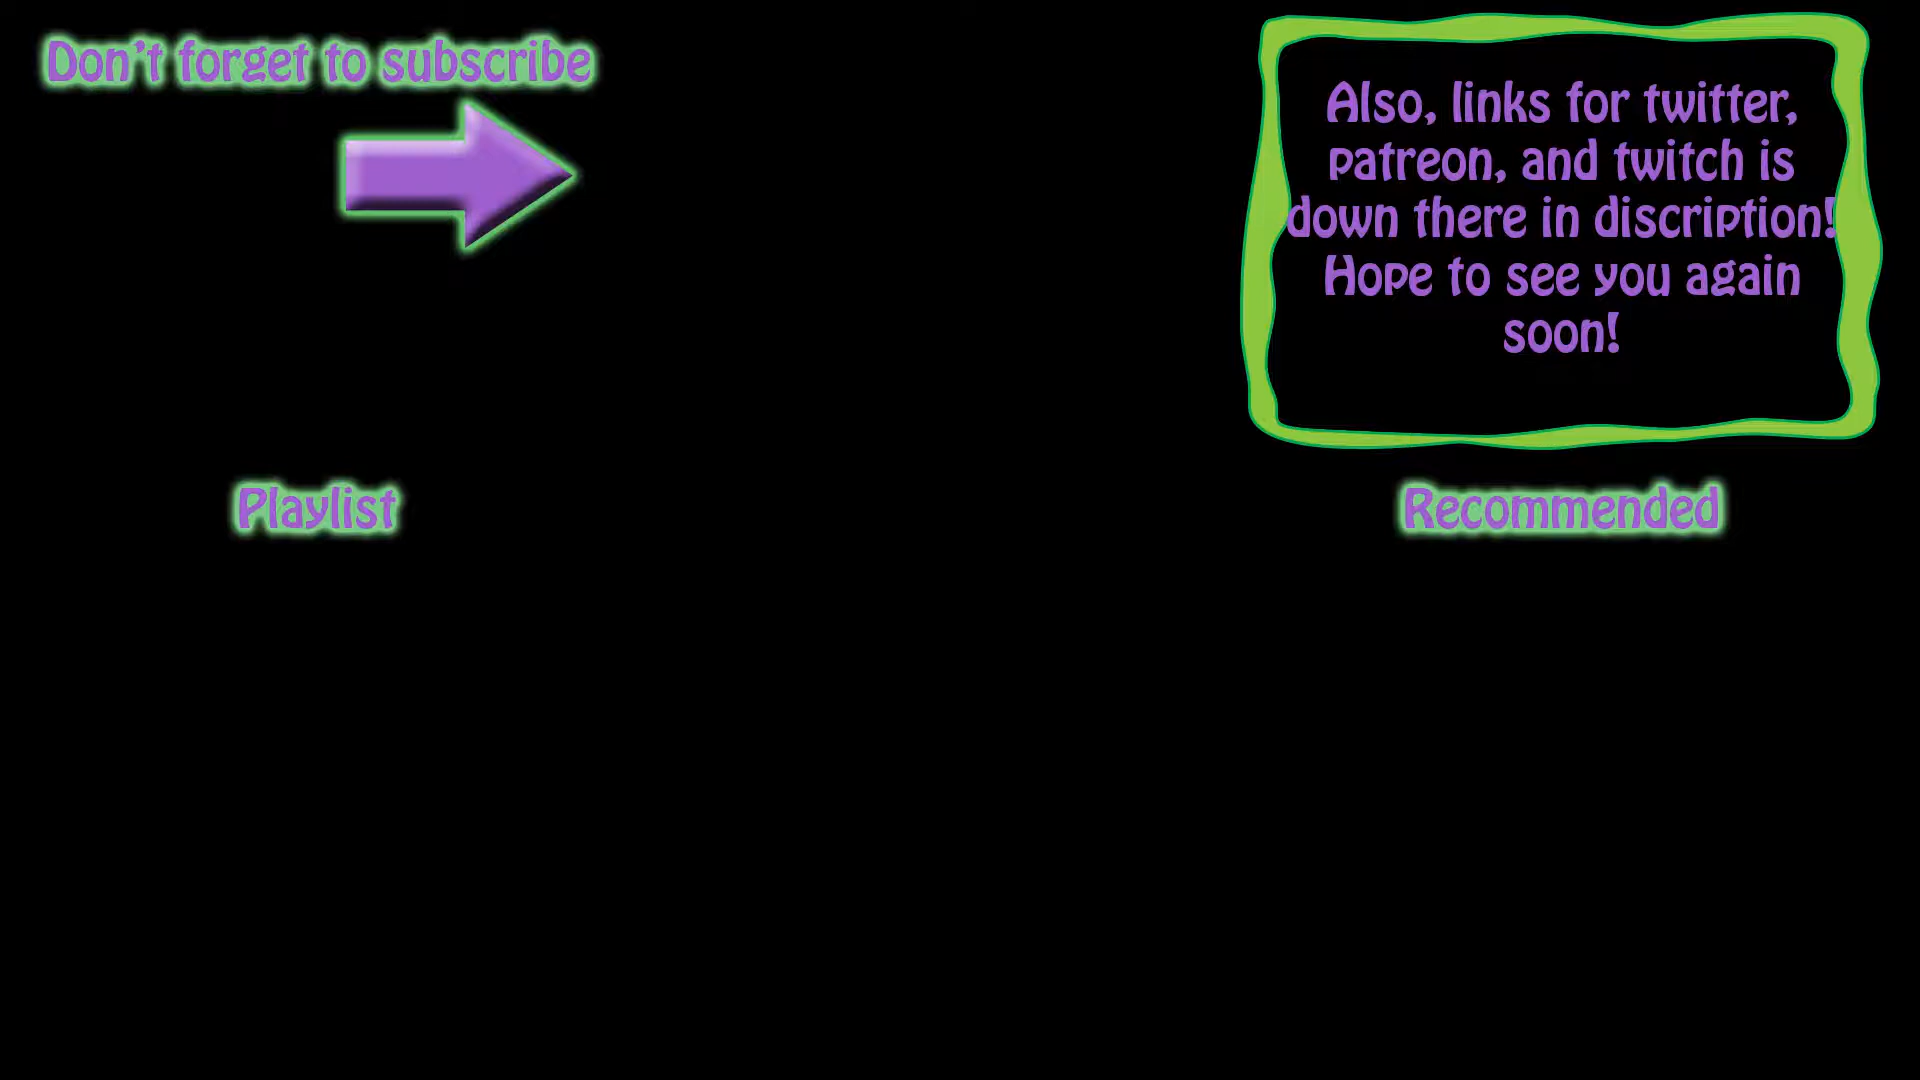 Don't forget to subscribe
Also, links for twitter,
patreon, and twitch is
down there in discription!
Hope to see you again
soon!
Playlist
Recommended